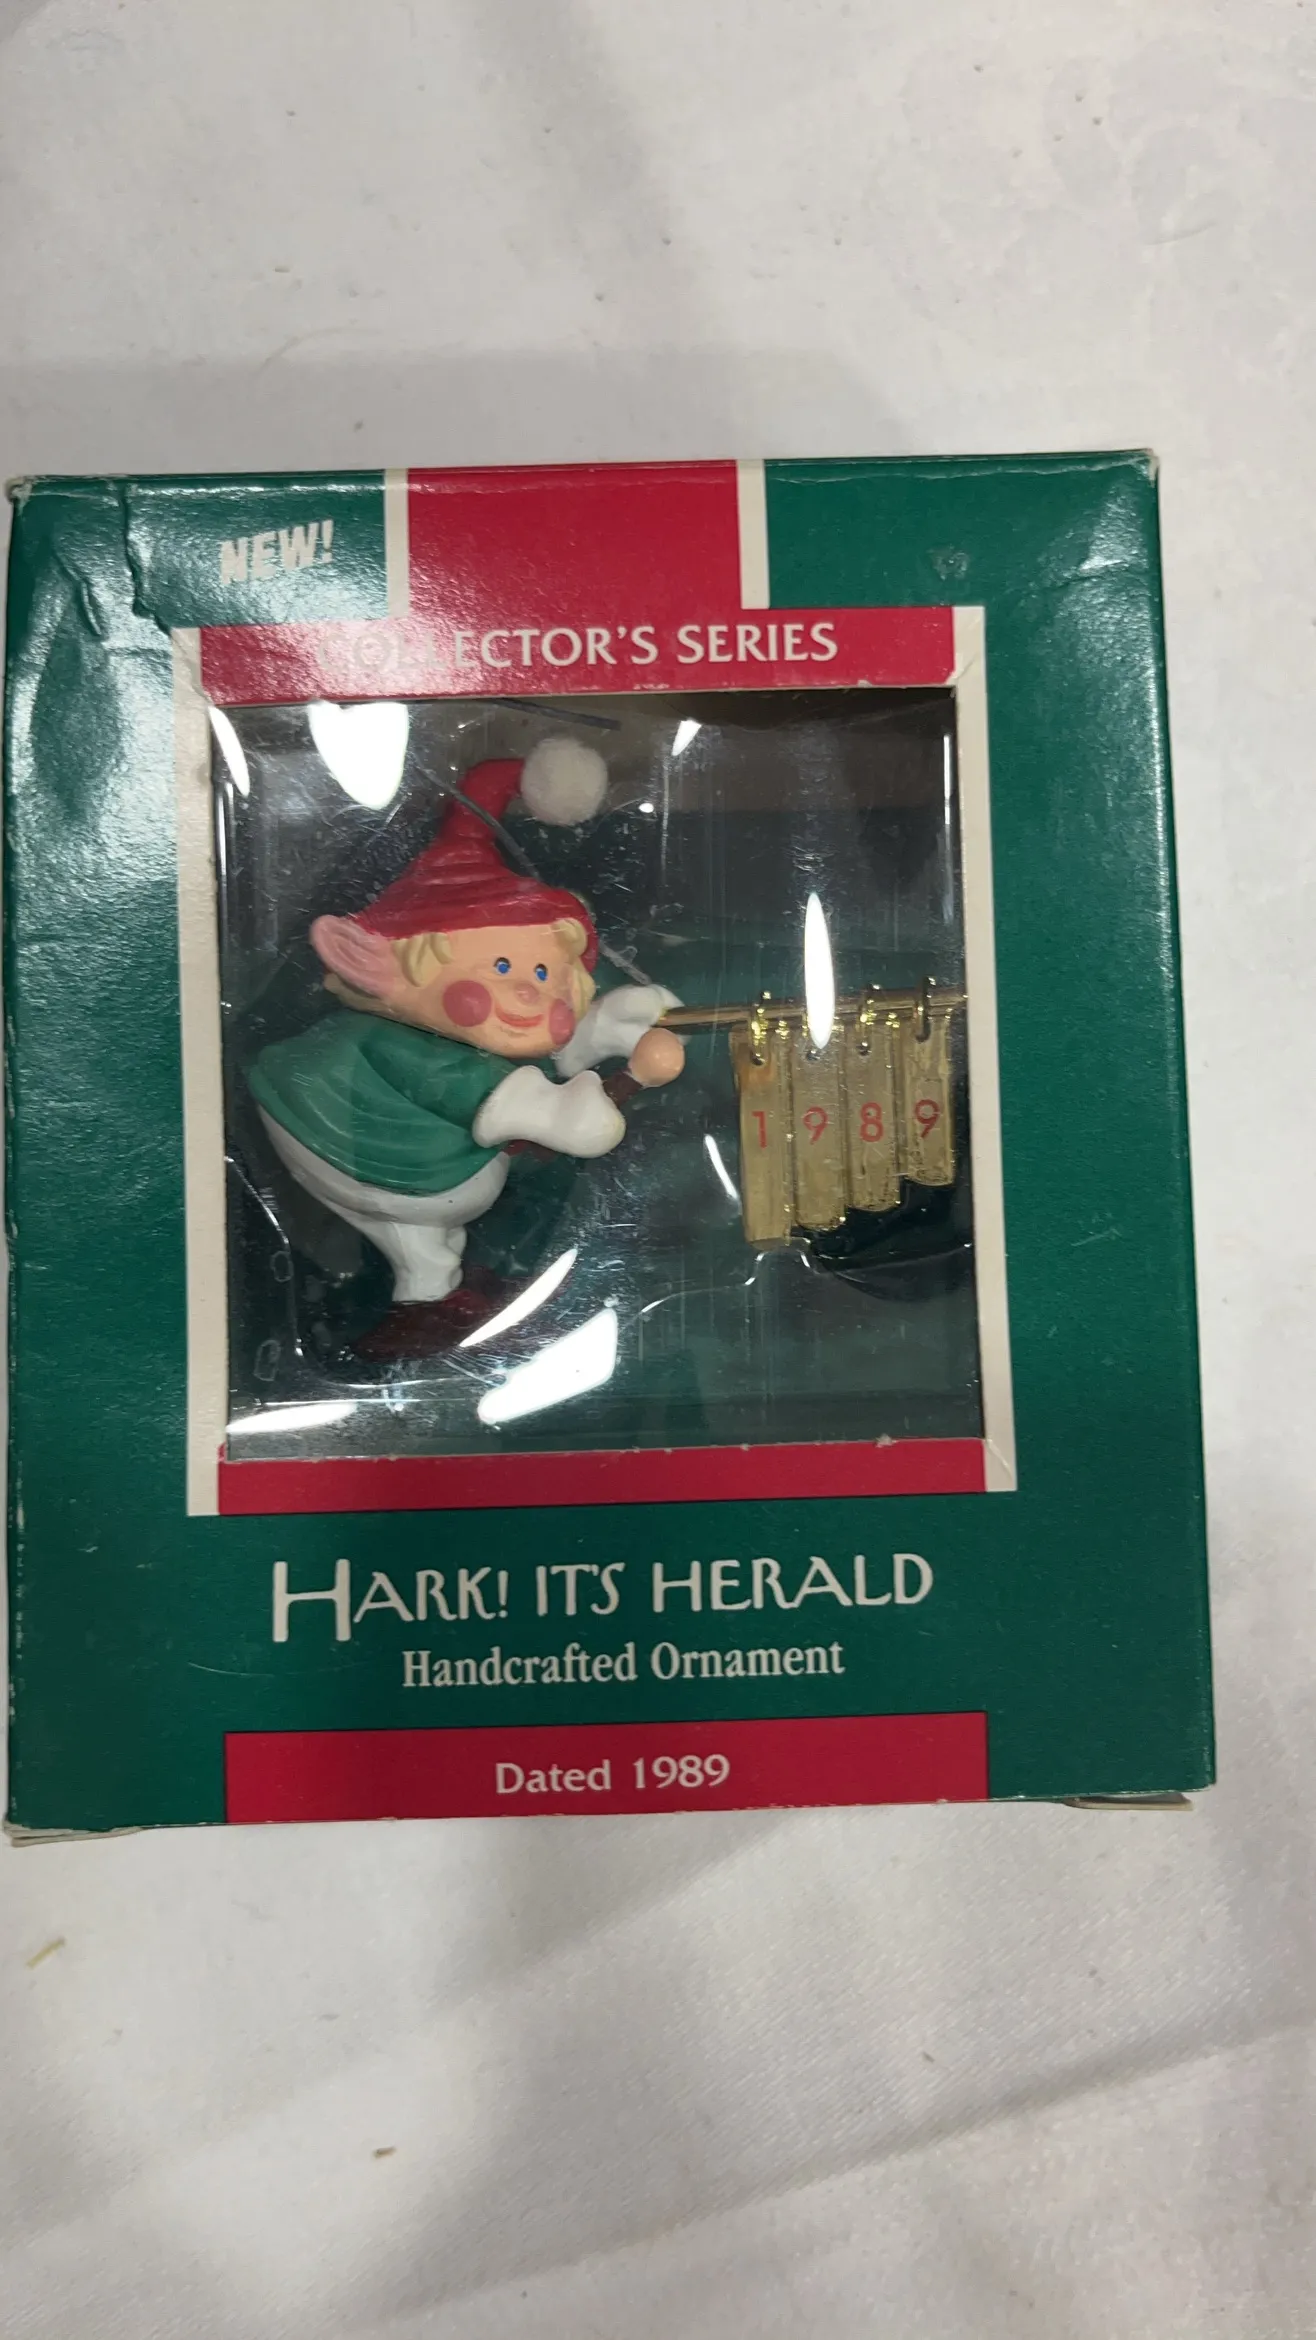 NEW!
COLLECTOR'S SERIES
1989
HARK! IT'S HERALD
Handcrafted Ornament
Dated 1989